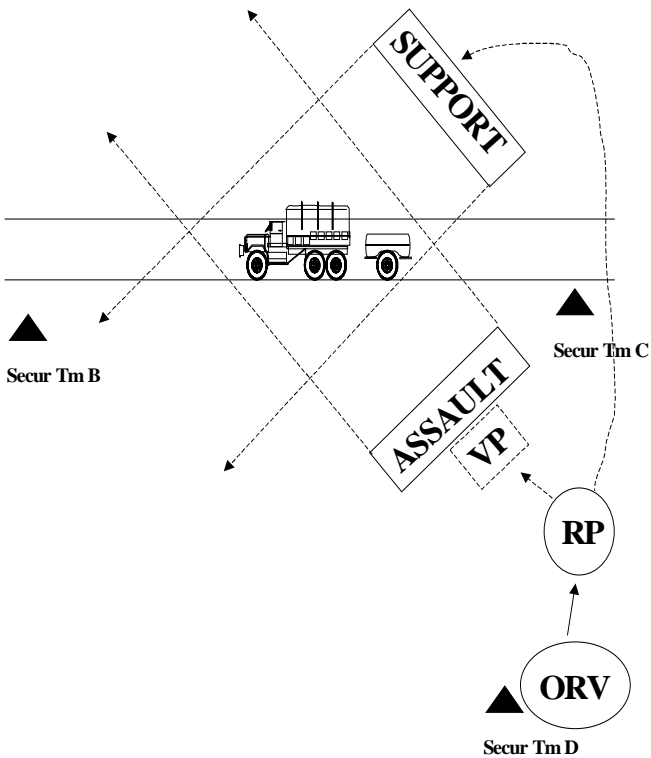 SUPPORT
Secur Tm B
Secur Tm C
ASSAULT
VP
RP
ORV
Secur Tm D